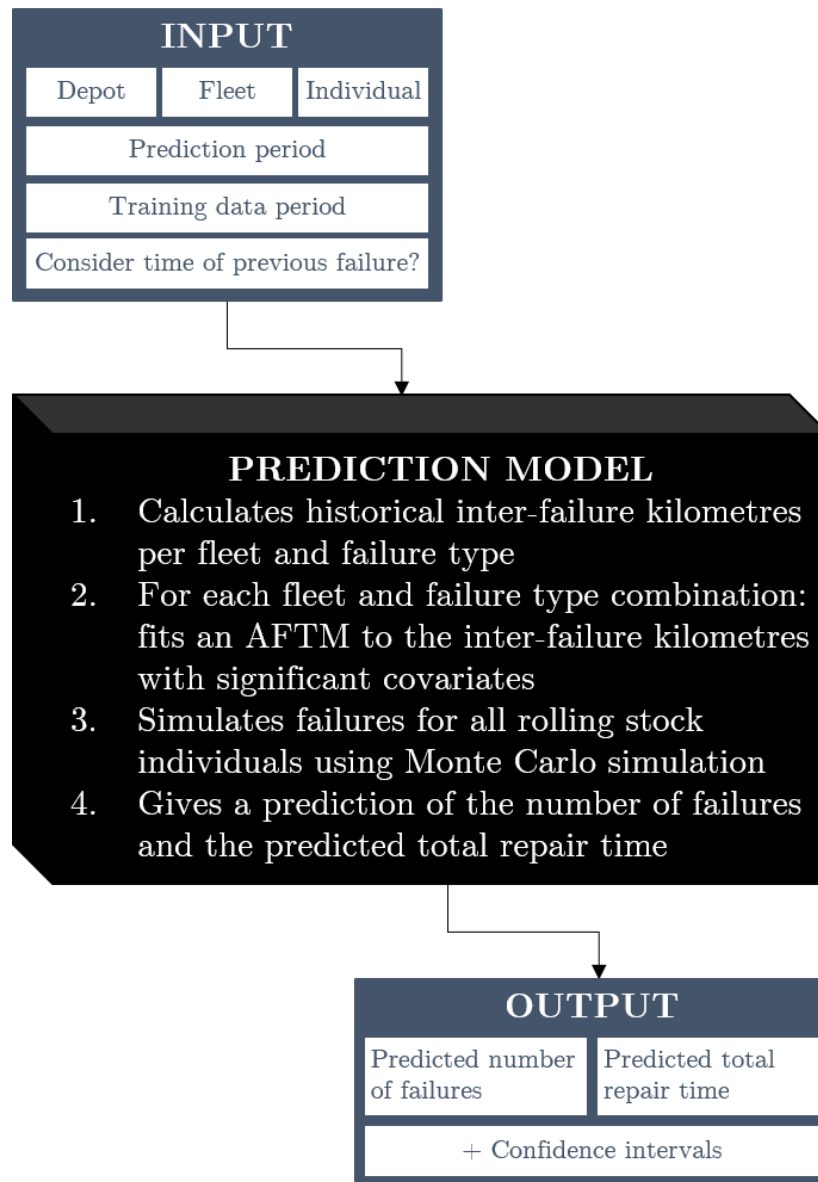 INPUT
Depot
Fleet
Individual
Prediction period
Training data period
Consider time of previous failure?
PREDICTION MODEL
1. Calculates historical inter-failure kilometres
per fleet and failure type
2. For each fleet and failure type combination:
fits an AFTM to the inter-failure kilometres
with significant covariates
3. Simulates failures for all rolling stock
individuals using Monte Carlo simulation
4. Gives a prediction of the number of failures
and the predicted total repair time
OUTPUT
Predicted number
of failures
Predicted total
repair time
+ Confidence intervals